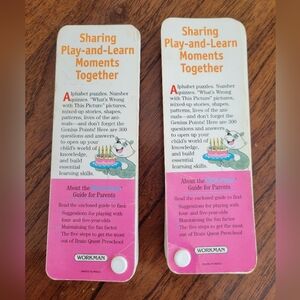 Sharing
Play-and-Learn
Moments
Together
Alphabet puzzles. Number
quizzes. "What's Wrong
with This Picture" pictures,
mixed-up stories, shapes,
patterns, lives of the ani-
mals—and don't forget the
Genius Points! Here are 300
questions and answers
to open up your
child's world of
knowledge,
and build
essential
learning skills.
About the
Guide for Parents
Read the enclosed guide to find:
Suggestions for playing with
four- and five-year-olds
Maintaining the fun factor
The five steps to get the most
out of Brain Quest Preschool
WORKMAN
Sharing
Play-and-Learn
Moments
Together
Alphabet puzzles. Number
quizzes. "What's Wrong
with This Picture" pictures,
mixed-up stories, shapes,
patterns, lives of the ani-
mals—and don't forget the
Genius Points! Here are 300
questions and answers
to open up your
child's world of
knowledge,
and build
essential
learning skills.
About the
Guide for Parents
Read the enclosed guide to find:
Suggestions for playing with
four- and five-year-olds
Maintaining the fun factor
The five steps to get the most
out of Brain Quest Preschool
WORKMAN